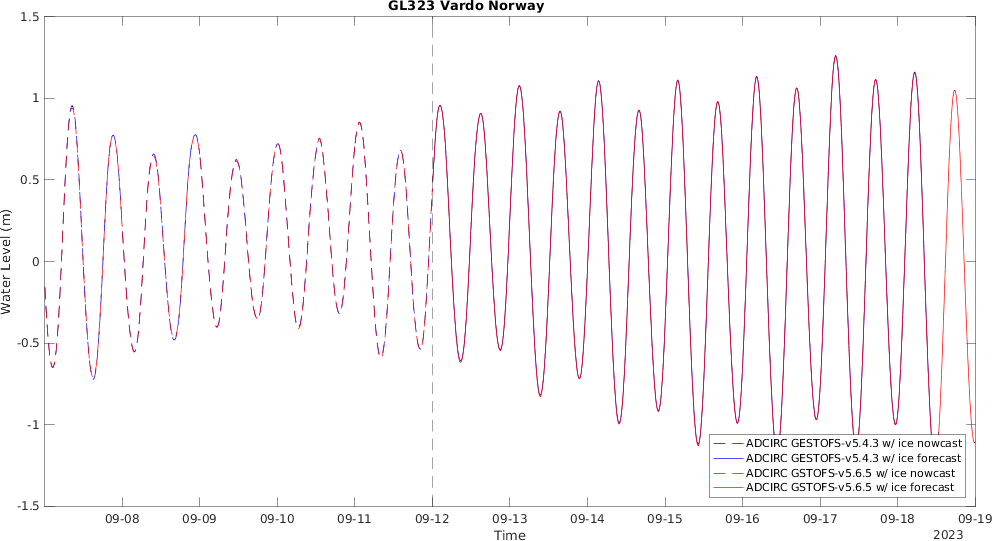 GL323 Vardo Norway
1.5
1
0.5
0
-0.5
-1
-1.5
Water Level (m)
ADCIRC GESTOFS-v5.4.3 w/ ice nowcast
ADCIRC GESTOFS-v5.4.3 w/ ice forecast
ADCIRC GSTOFS-v5.6.5 w/ ice nowcast
ADCIRC GSTOFS-v5.6.5 w/ ice forecast
09-08 09-09 09-10 09-11 09-12 09-13 09-14 09-15 09-16 09-17 09-18 09-19
Time
2023